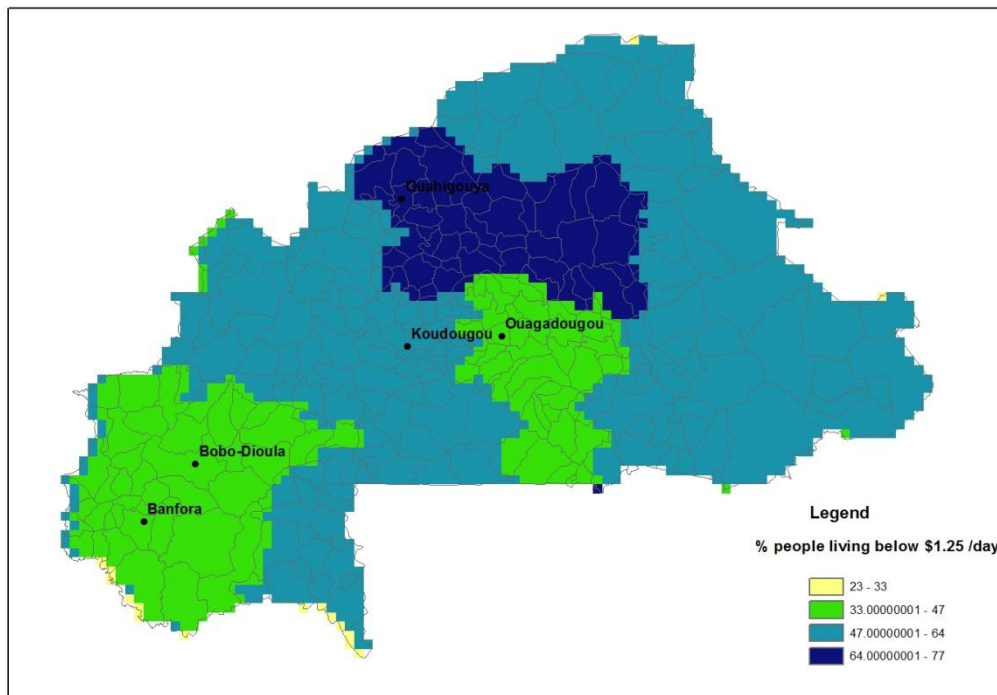 Ouahigouya
Koudougou
Ouagadougou
Bobo-Dioula
Banfora
Legend
% people living below $1.25 /day
23 - 33
33.00000001 - 47
47.00000001 - 64
64.00000001 - 77